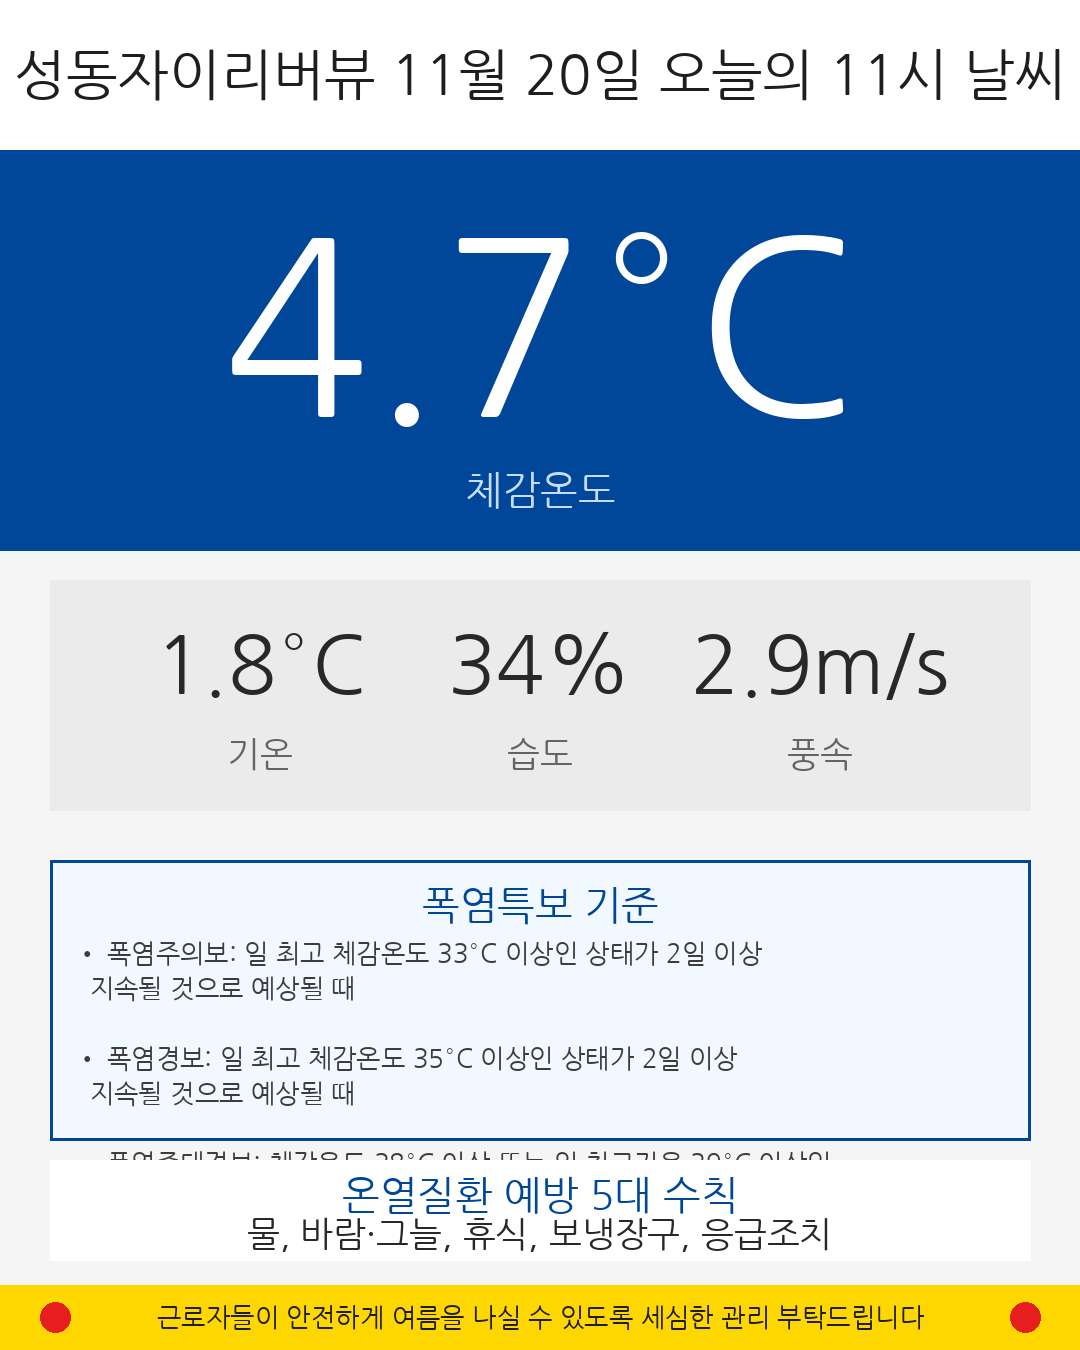 성동자이리버뷰 11월 20일 오늘의 11시 날씨
4.7°C
체감온도
1.8°C 34% 2.9m/s
기온 습도 풍속
폭염특보 기준
• 폭염주의보: 일 최고 체감온도 33°C 이상인 상태가 2일 이상
지속될 것으로 예상될 때
• 폭염경보: 일 최고 체감온도 35°C 이상인 상태가 2일 이상
지속될 것으로 예상될 때
온열질환 예방 5대 수칙
물, 바람·그늘, 휴식, 보냉장구, 응급조치
근로자들이 안전하게 여름을 나실 수 있도록 세심한 관리 부탁드립니다